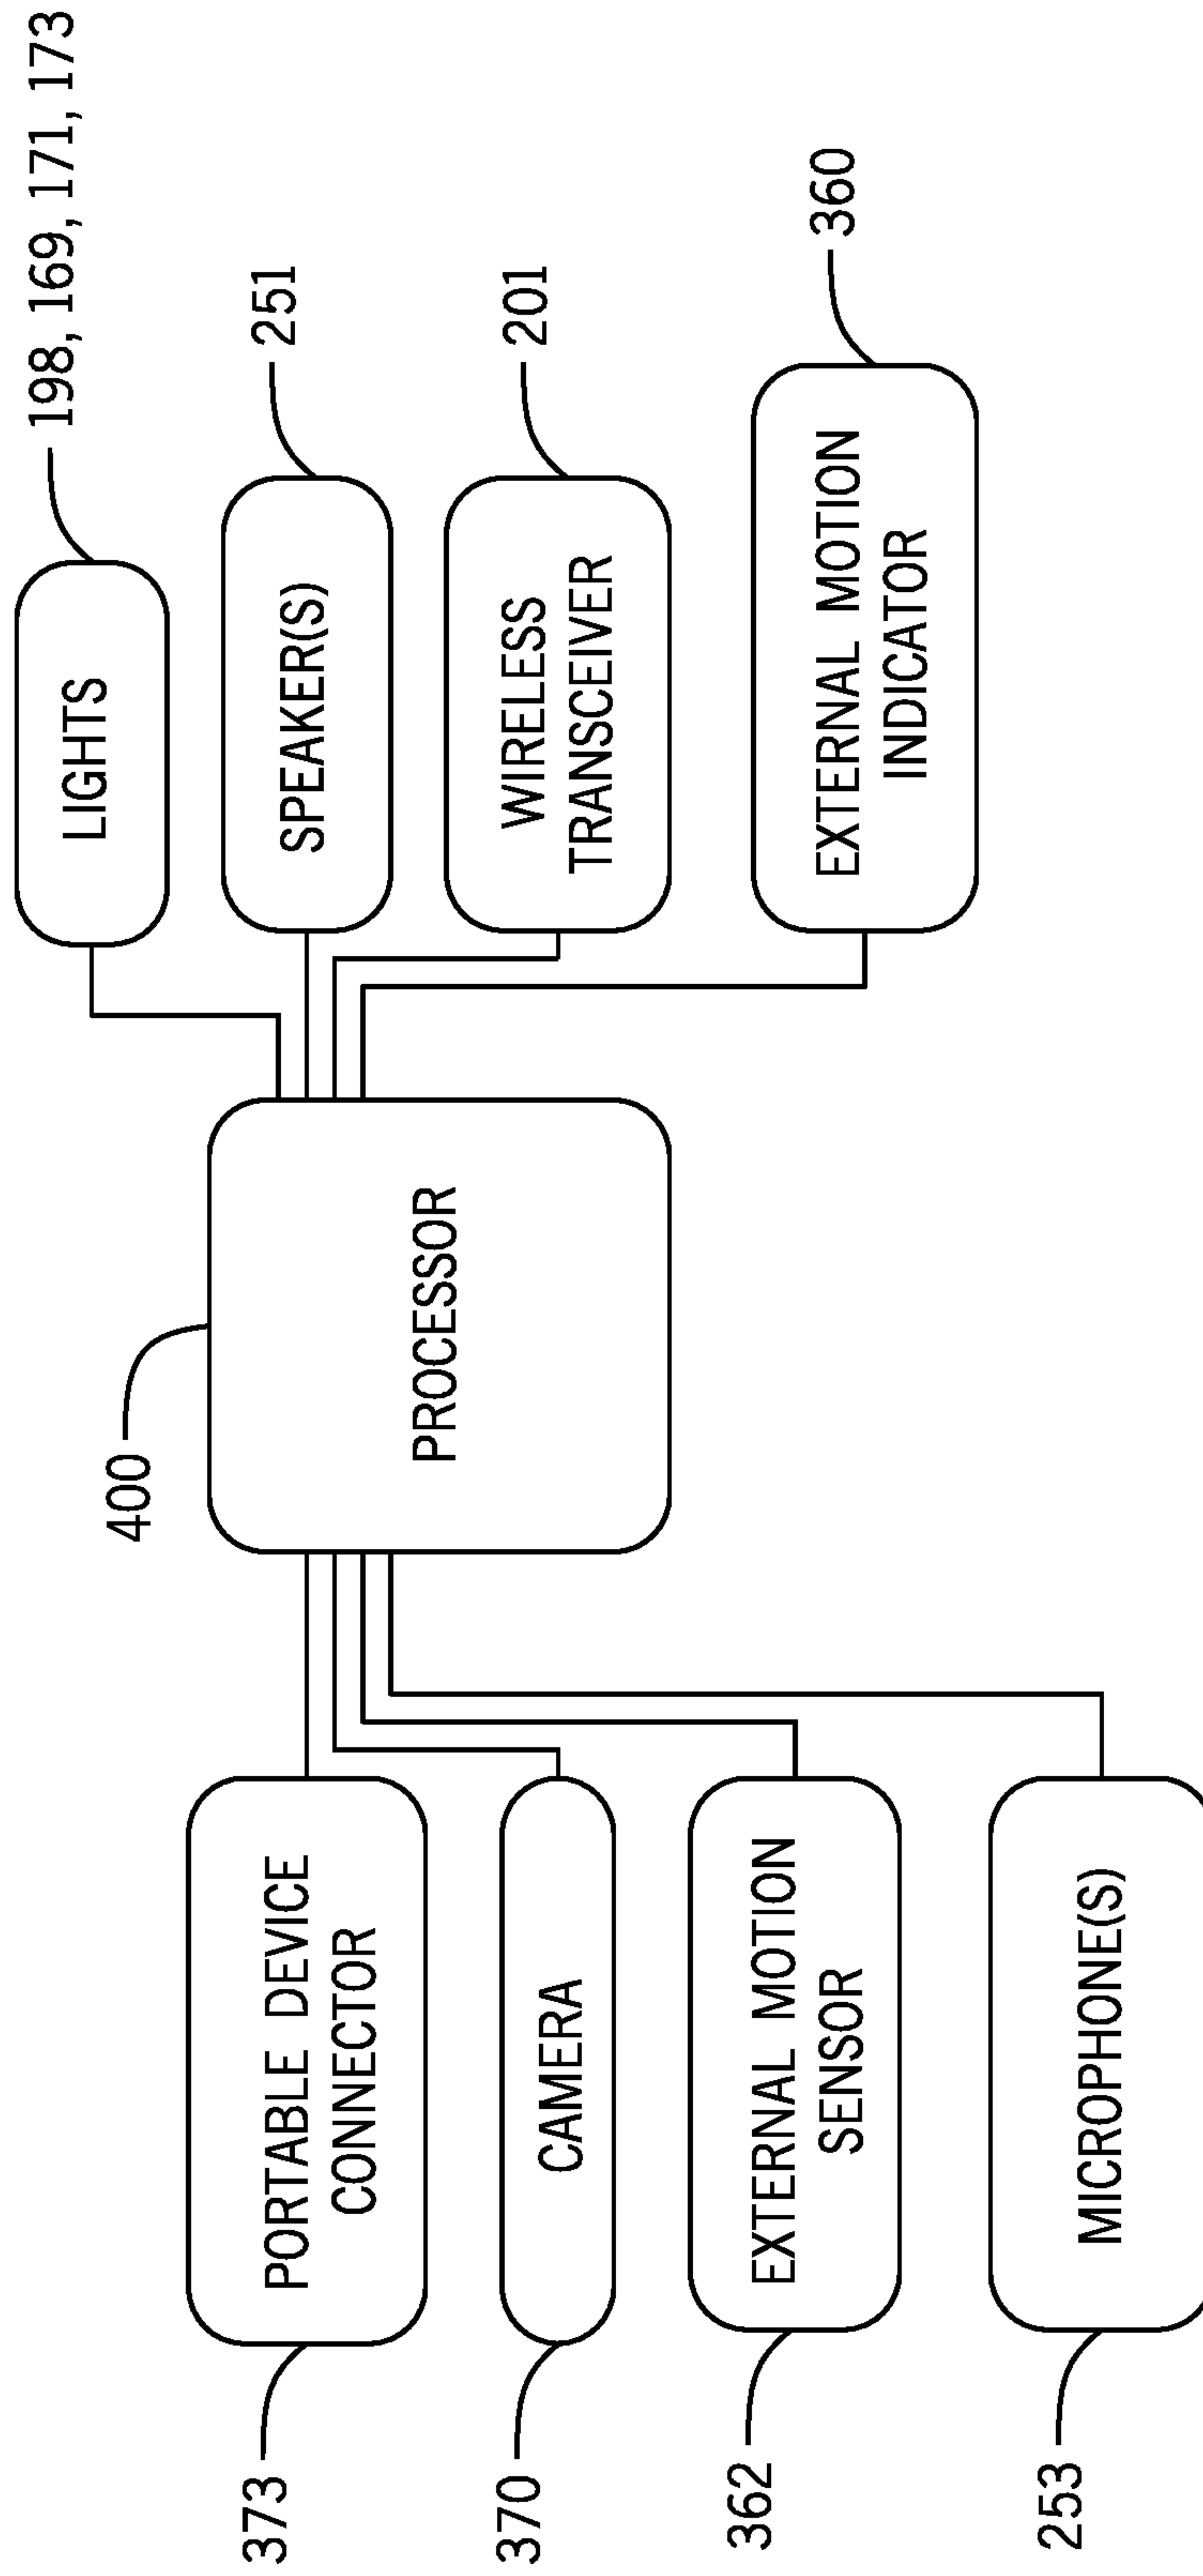 198, 169, 171, 173
LIGHTS
251
SPEAKER(S)
201
WIRELESS
TRANSCEIVER
360
EXTERNAL MOTION
INDICATOR
400
PROCESSOR
373
PORTABLE DEVICE
CONNECTOR
370
CAMERA
362
EXTERNAL MOTION
SENSOR
253
MICROPHONE(S)